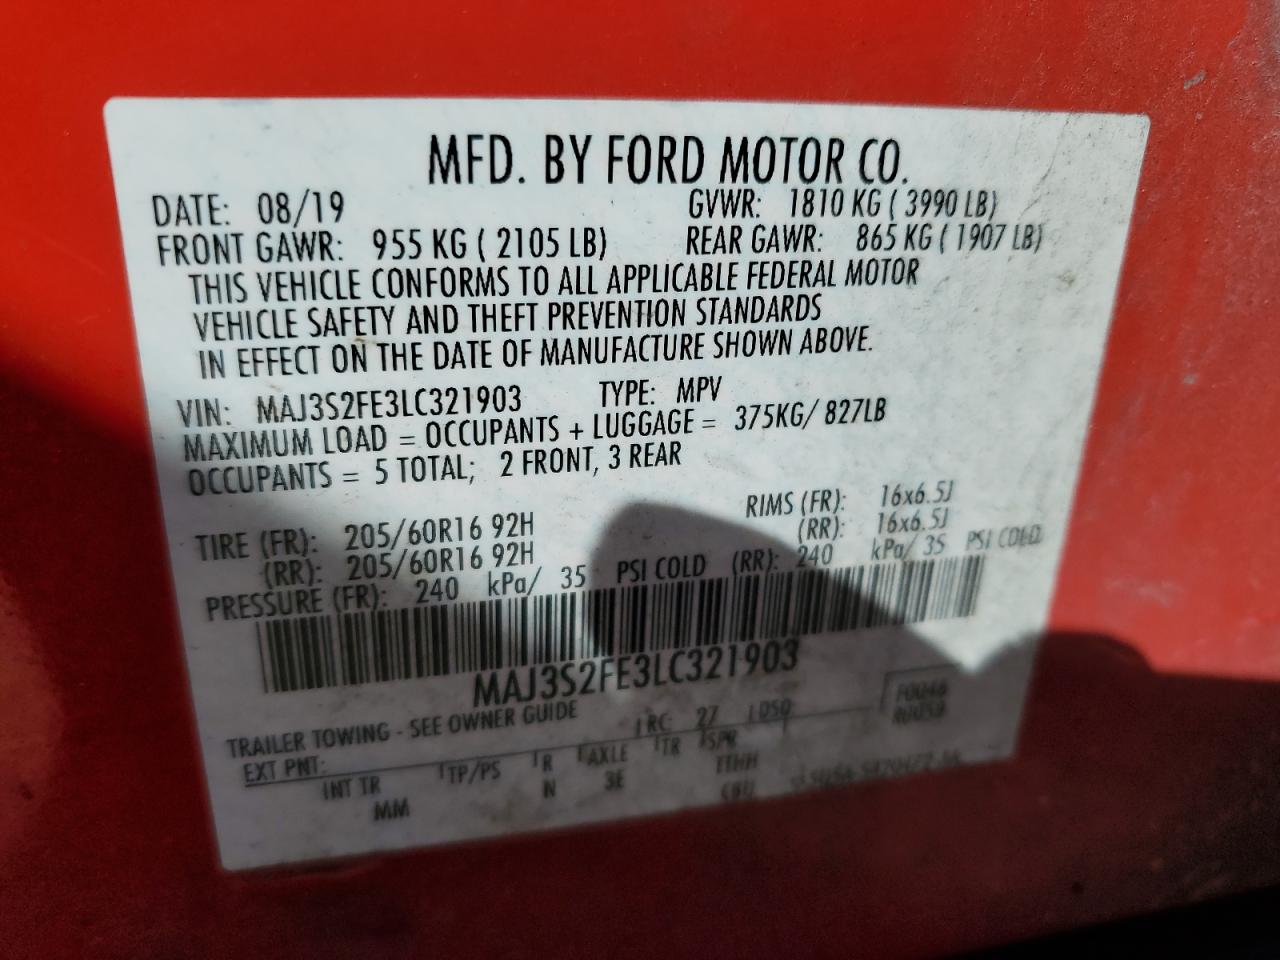 MFD. BY FORD MOTOR CO.
DATE: 08/19 GVWR: 1810 KG ( 3990 LB)
FRONT GAWR: 955 KG ( 2105 LB) REAR GAWR: 865 KG ( 1907 LB)
THIS VEHICLE CONFORMS TO ALL APPLICABLE FEDERAL MOTOR
VEHICLE SAFETY AND THEFT PREVENTION STANDARDS
IN EFFECT ON THE DATE OF MANUFACTURE SHOWN ABOVE.
VIN: MAJ3S2FE3LC321903 TYPE: MPV
MAXIMUM LOAD = OCCUPANTS + LUGGAGE = 375KG/ 827LB
OCCUPANTS = 5 TOTAL; 2 FRONT, 3 REAR
RIMS (FR): 16x6.5J
TIRE (FR): 205/60R16 92H (RR): 16x6.5J
(RR): 205/60R16 92H
PRESSURE (FR): 240 kPa/ 35 PSI COLD (RR): 240 kPa/ 35 PSI COLD
MAJ3S2FE3LC321903
TRAILER TOWING - SEE OWNER GUIDE RC: 27 DSO: F0046
EXT PNT: R0058
INT TR TP/PS R AXLE TR SPR
MM N 3E TTHH